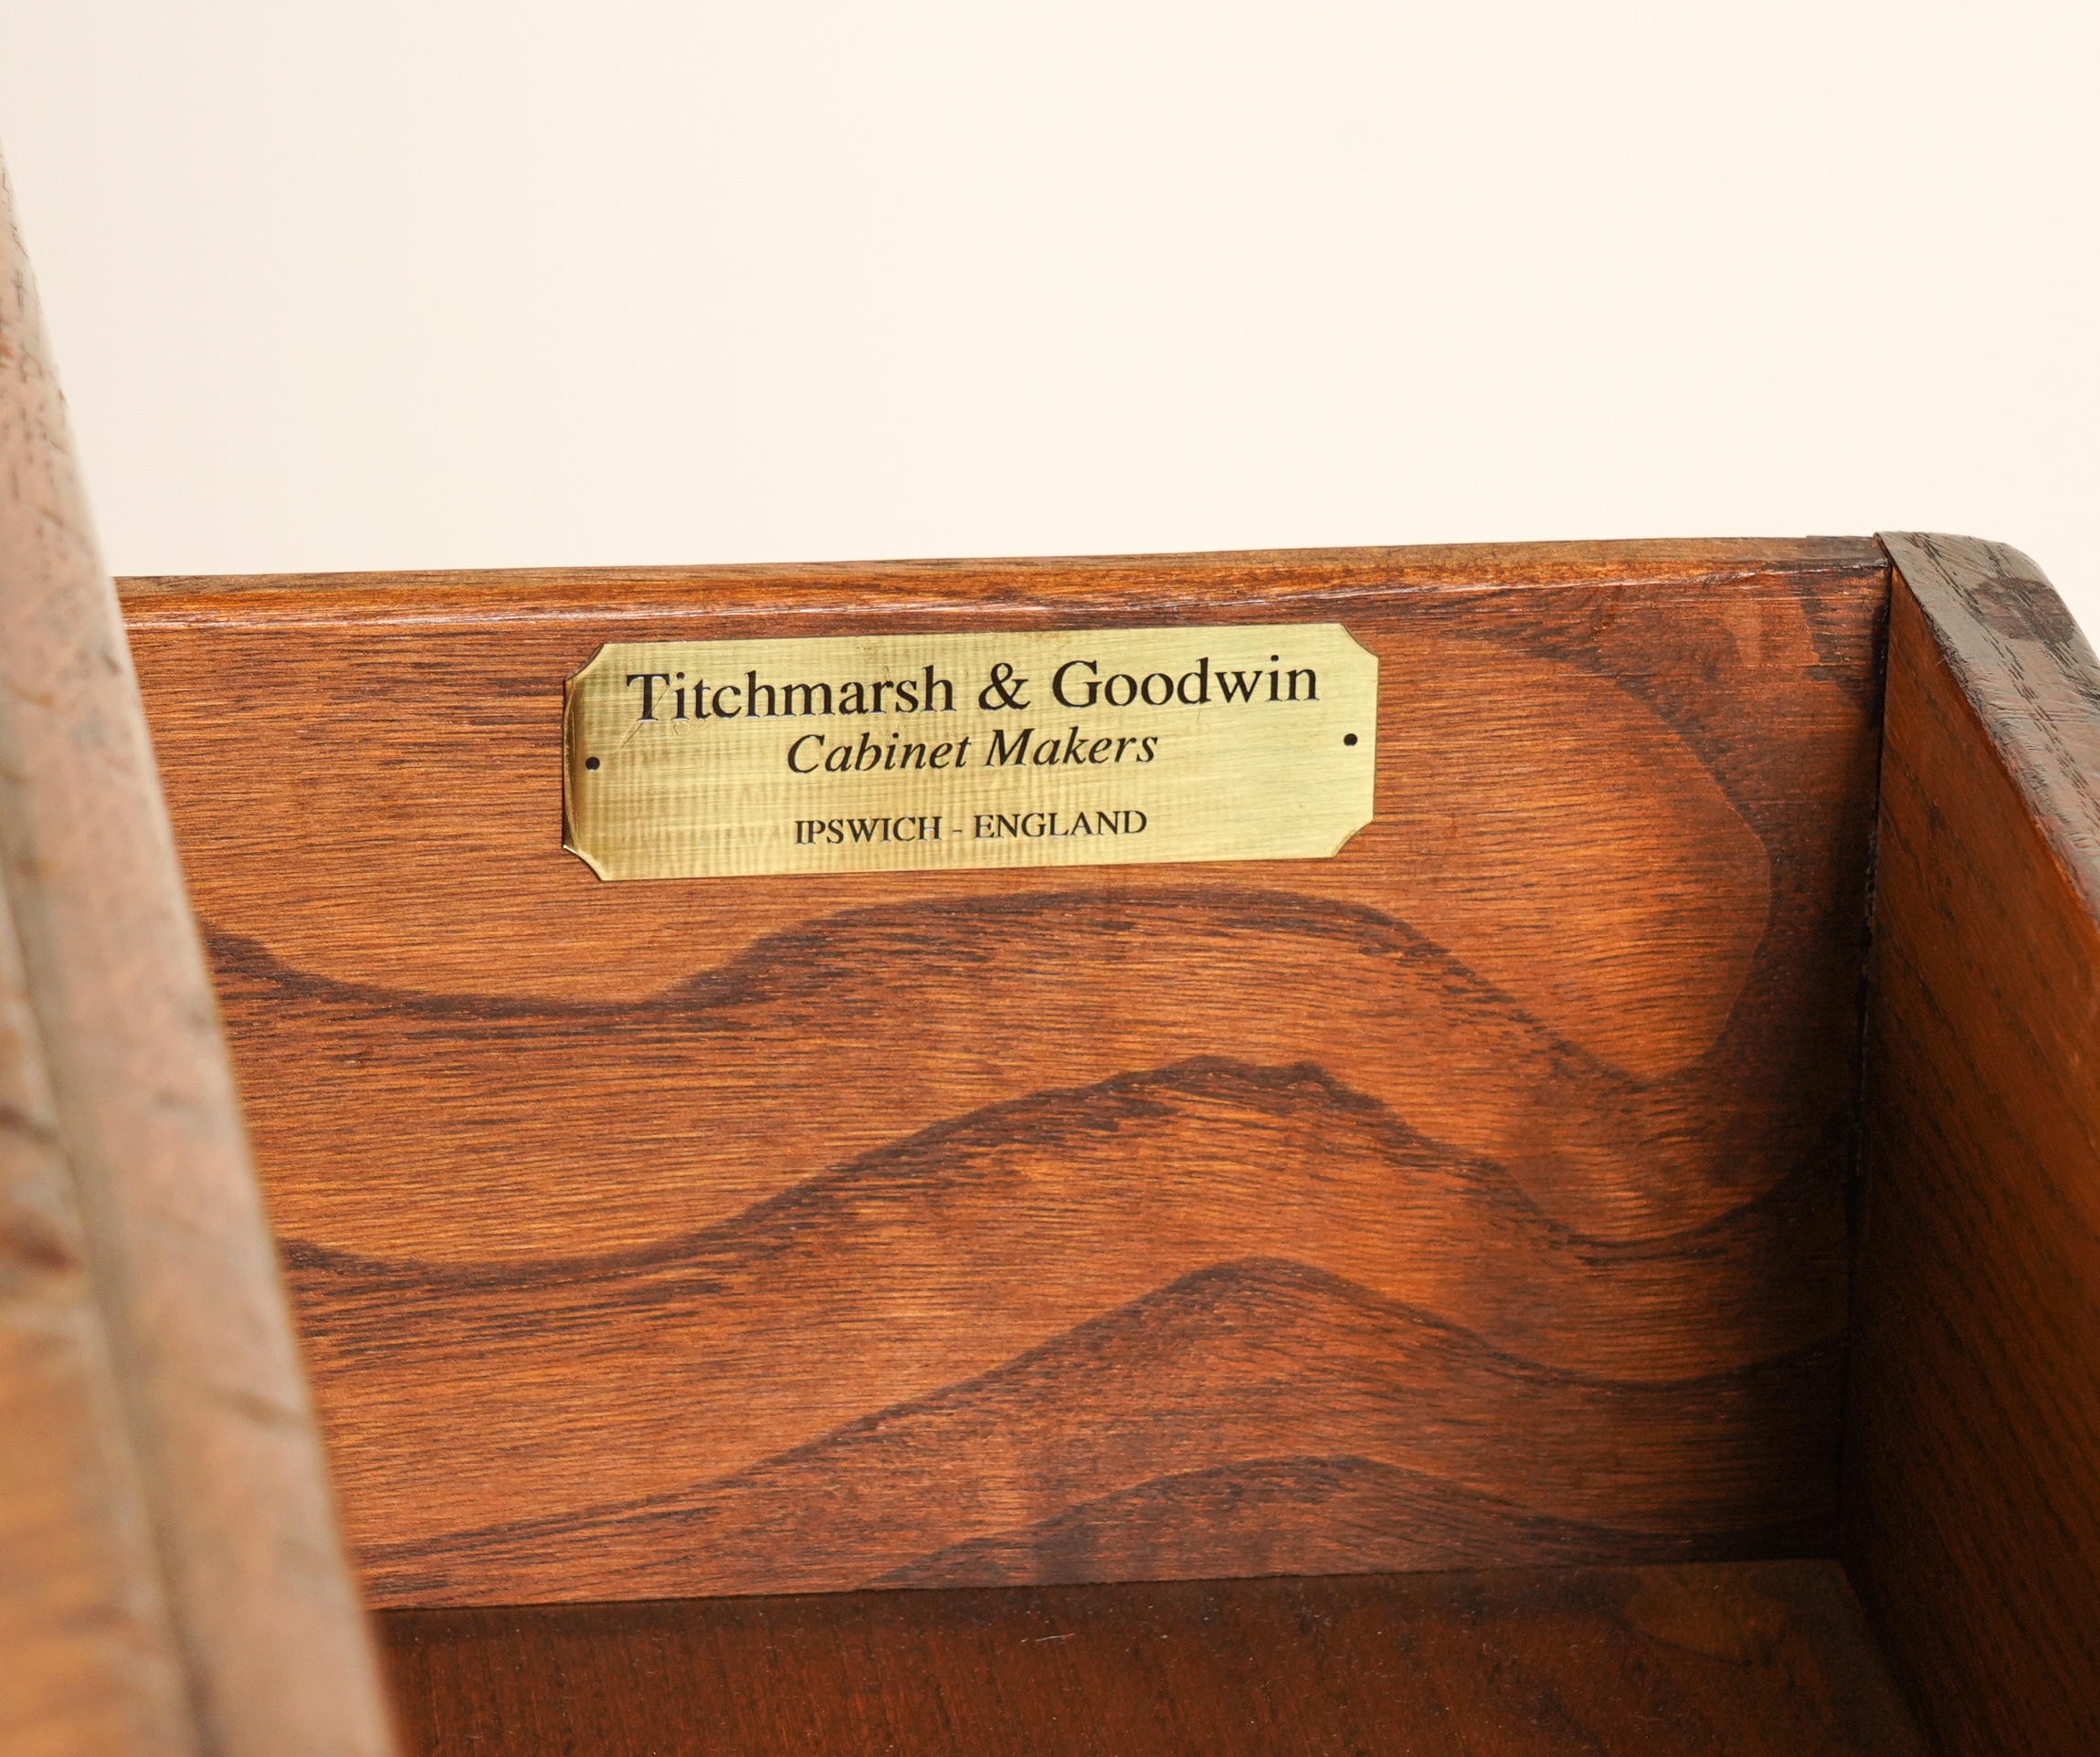 Titchmarsh & Goodwin
Cabinet Makers
IPSWICH - ENGLAND